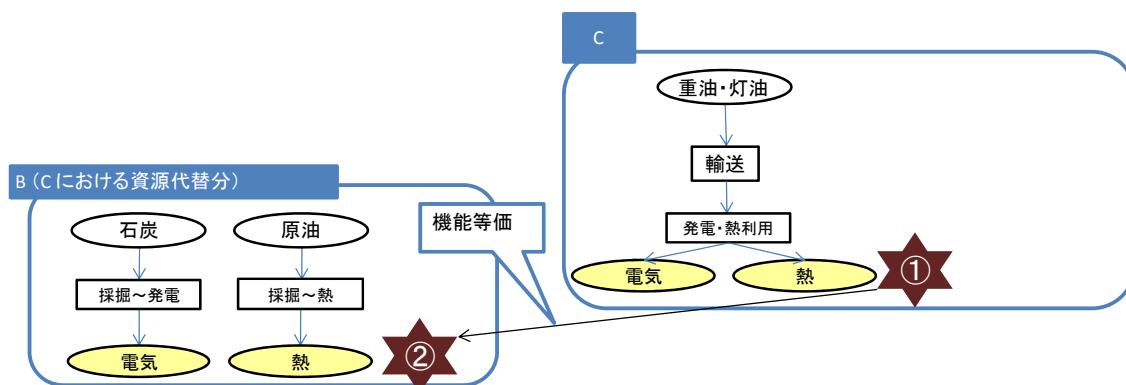 C
重油・灯油
輸送
発電・熱利用
電気
熱
①
B（Cにおける資源代替分）
石炭
原油
採掘～発電
採掘～熱
電気
熱
②
機能等価